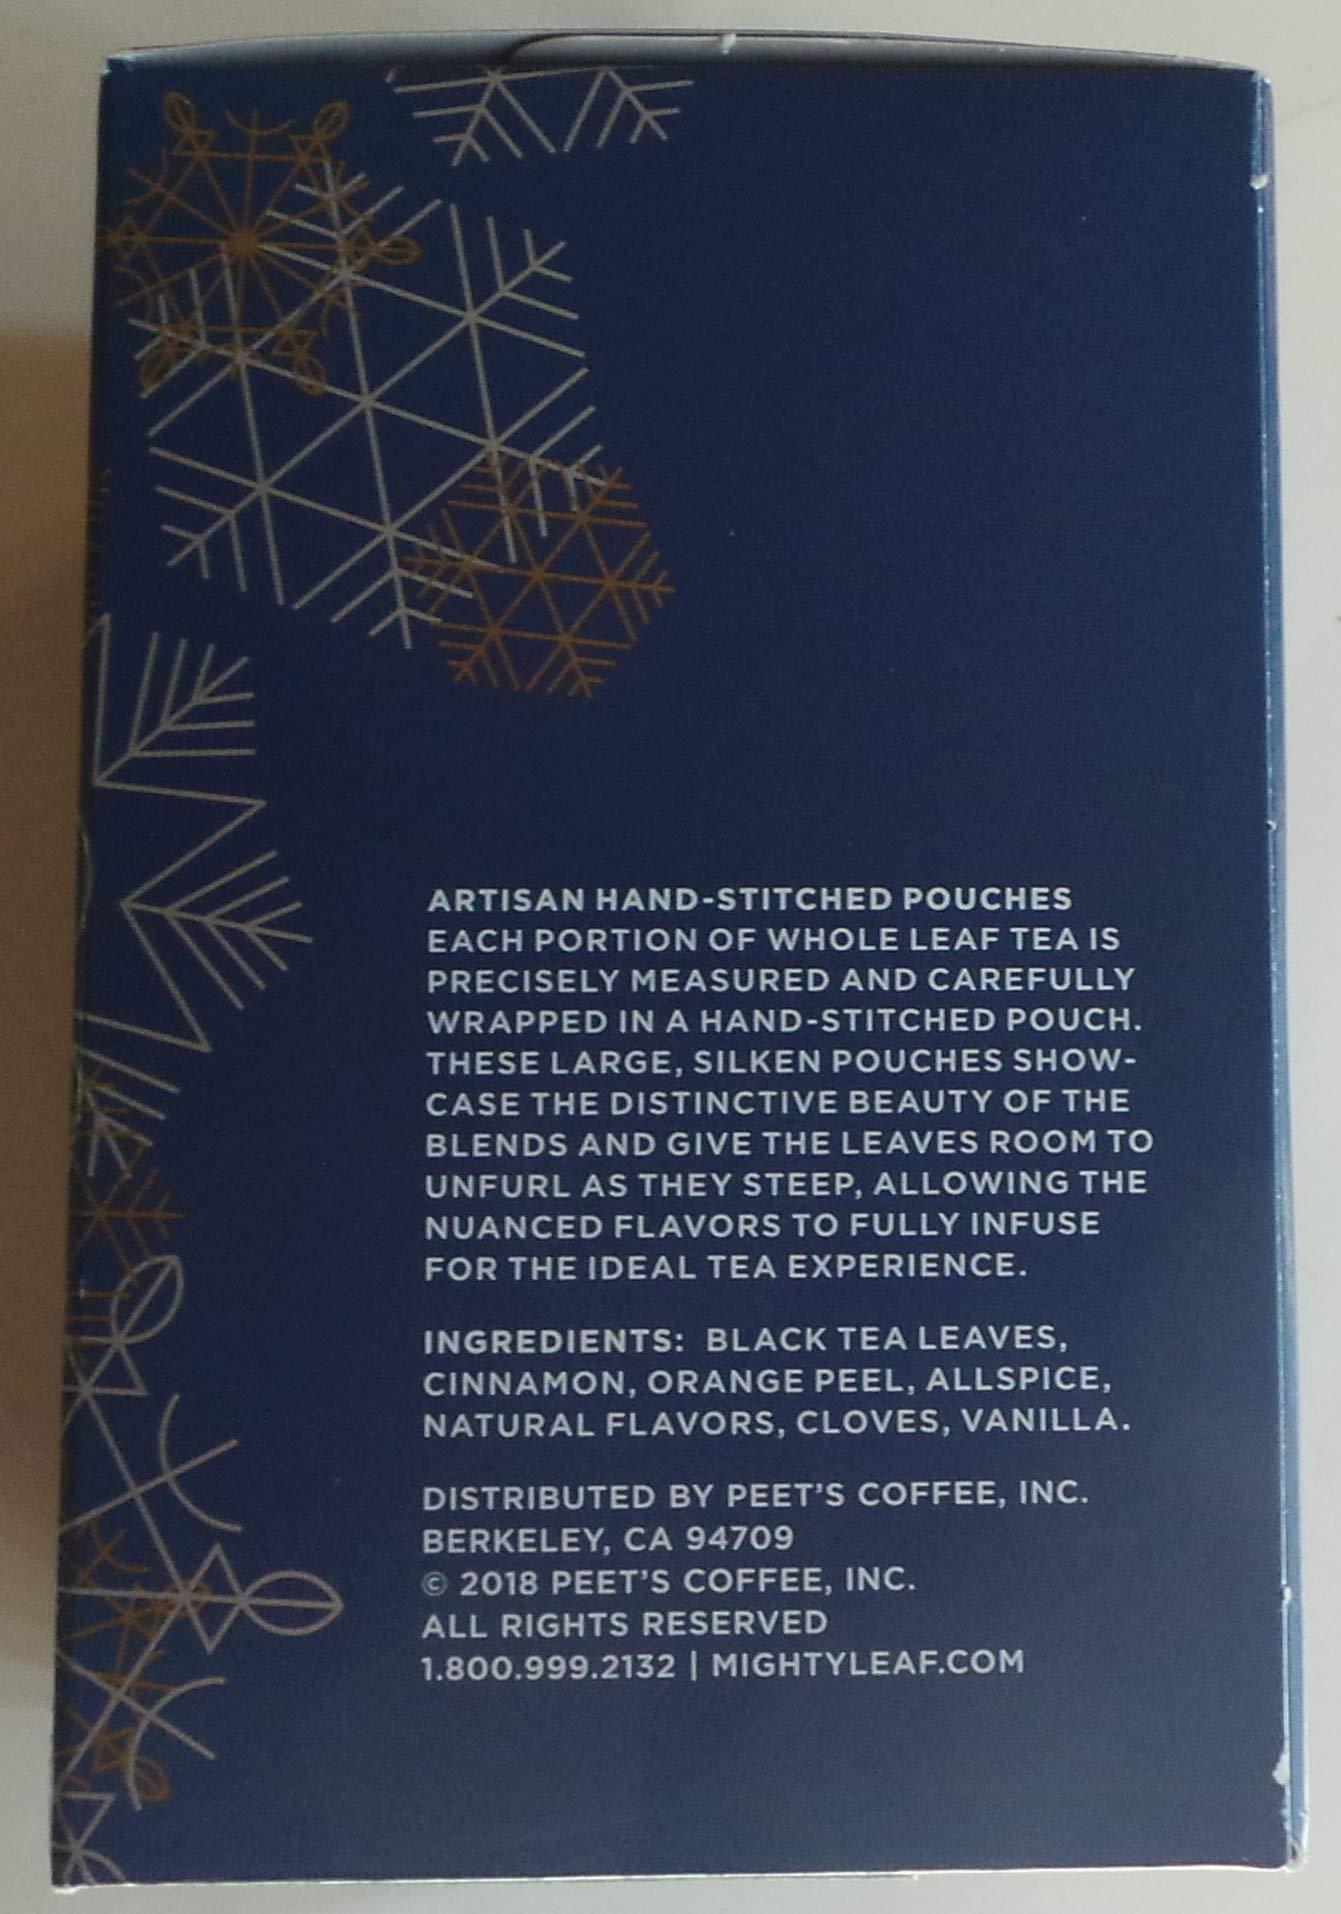 ARTISAN HAND-STITCHED POUCHES
EACH PORTION OF WHOLE LEAF TEA IS
PRECISELY MEASURED AND CAREFULLY
WRAPPED IN A HAND-STITCHED POUCH.
THESE LARGE, SILKEN POUCHES SHOW-
CASE THE DISTINCTIVE BEAUTY OF THE
BLENDS AND GIVE THE LEAVES ROOM TO
UNFURL AS THEY STEEP, ALLOWING THE
NUANCED FLAVORS TO FULLY INFUSE
FOR THE IDEAL TEA EXPERIENCE.
INGREDIENTS: BLACK TEA LEAVES,
CINNAMON, ORANGE PEEL, ALLSPICE,
NATURAL FLAVORS, CLOVES, VANILLA.
DISTRIBUTED BY PEET'S COFFEE, INC.
BERKELEY, CA 94709
© 2018 PEET'S COFFEE, INC.
ALL RIGHTS RESERVED
1.800.999.2132 | MIGHTYLEAF.COM